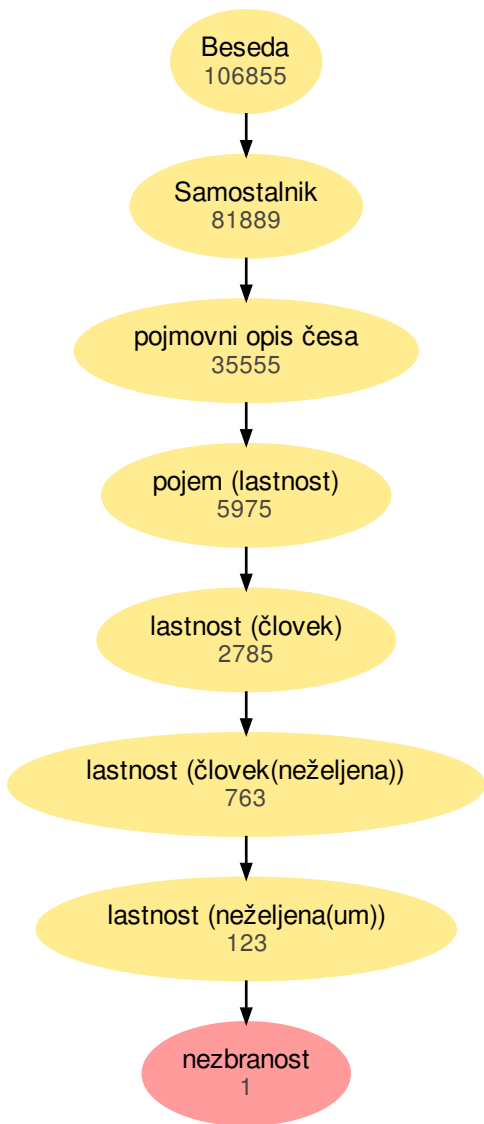 Beseda
106855
Samostalnik
81889
pojmovni opis česa
35555
pojem (lastnost)
5975
lastnost (človek)
2785
lastnost (človek(neželjena))
763
lastnost (neželjena(um))
123
nezbranost
1